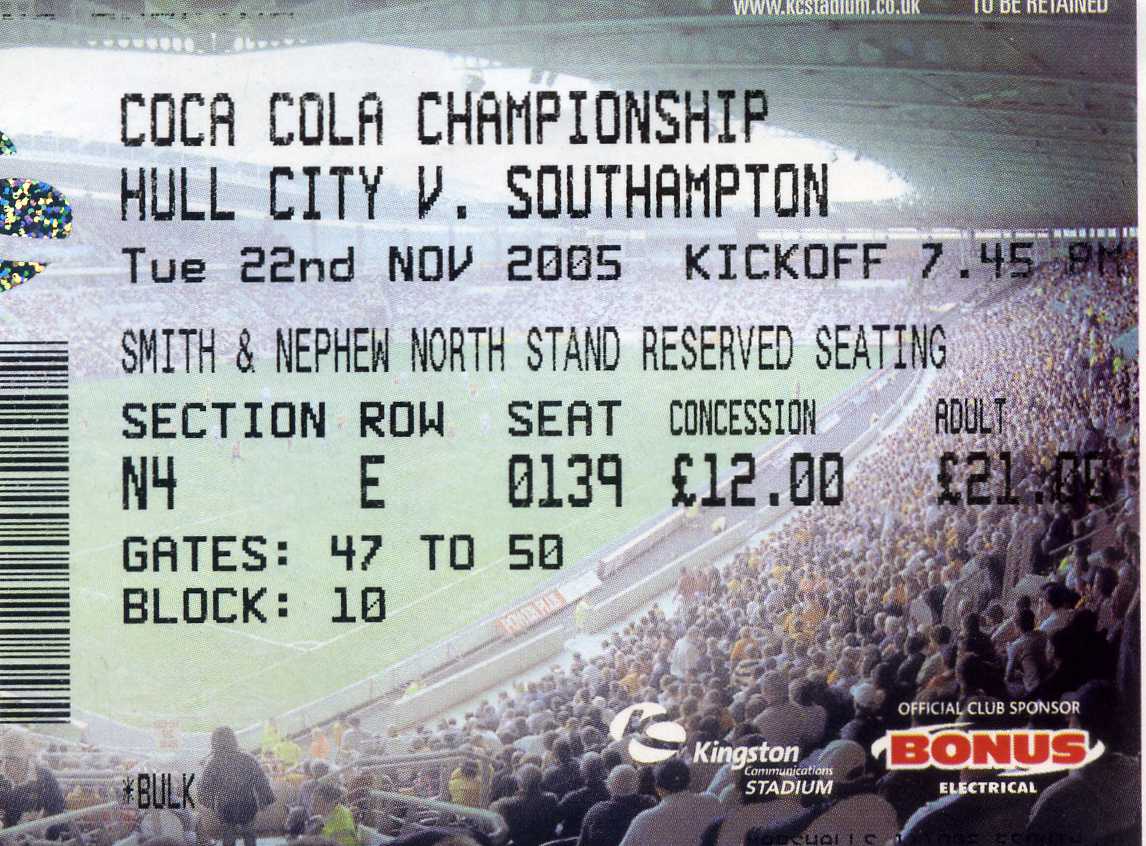 www.kcstadium.co.uk TO BE RETAINED
COCA COLA CHAMPIONSHIP
HULL CITY V. SOUTHAMPTON
Tue 22nd NOV 2005 KICKOFF 7.45 PM
SMITH & NEPHEW NORTH STAND RESERVED SEATING
SECTION ROW SEAT CONCESSION ADULT
N4 E 0139 £12.00 £21.00
GATES: 47 TO 50
BLOCK: 10
OFFICIAL CLUB SPONSOR
BONUS
ELECTRICAL
Kingston
Communications
STADIUM
*BULK